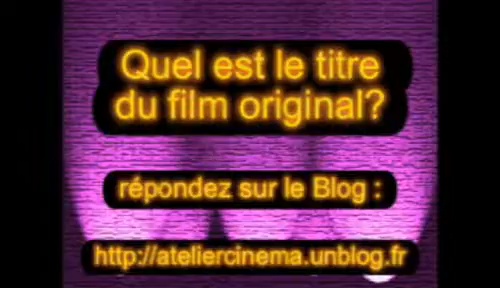 Quel est le titre
du film original?
répondez sur le Blog :
http://ateliercinema.unblog.fr